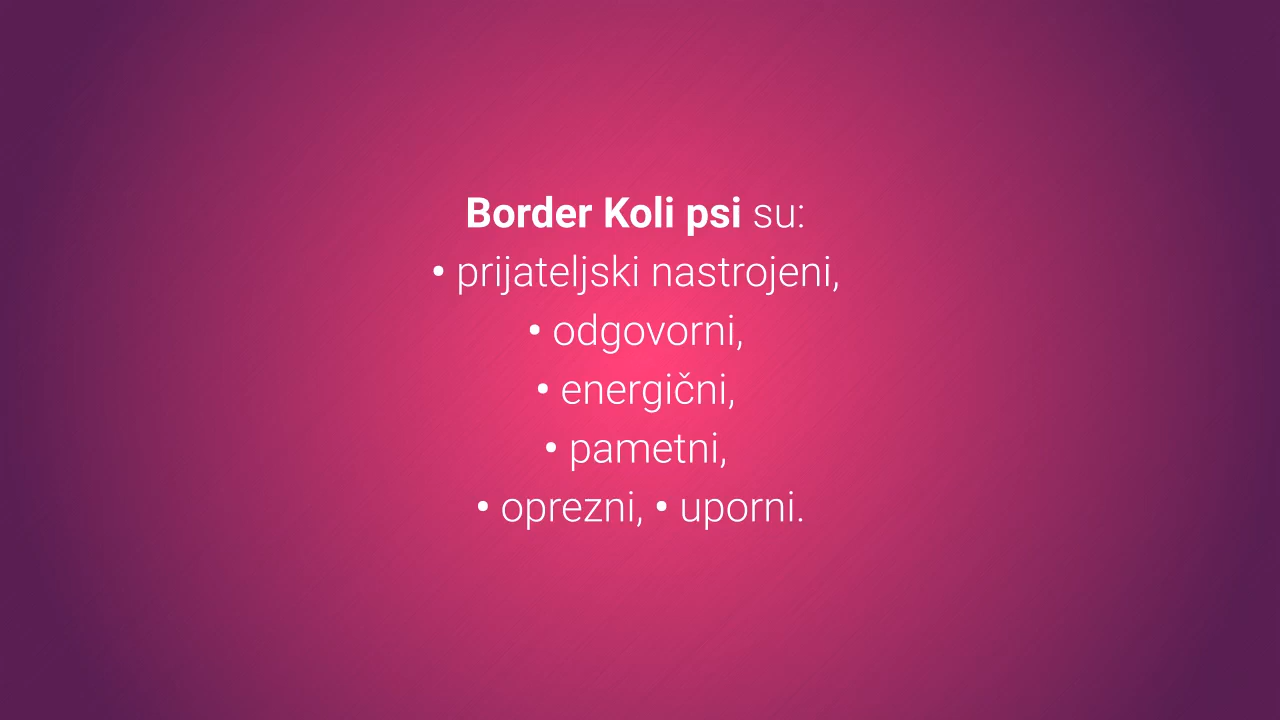 Border Koli psi su:
• prijateljski nastrojeni,
• odgovorni,
• energični,
• pametni,
• oprezni, • uporni.